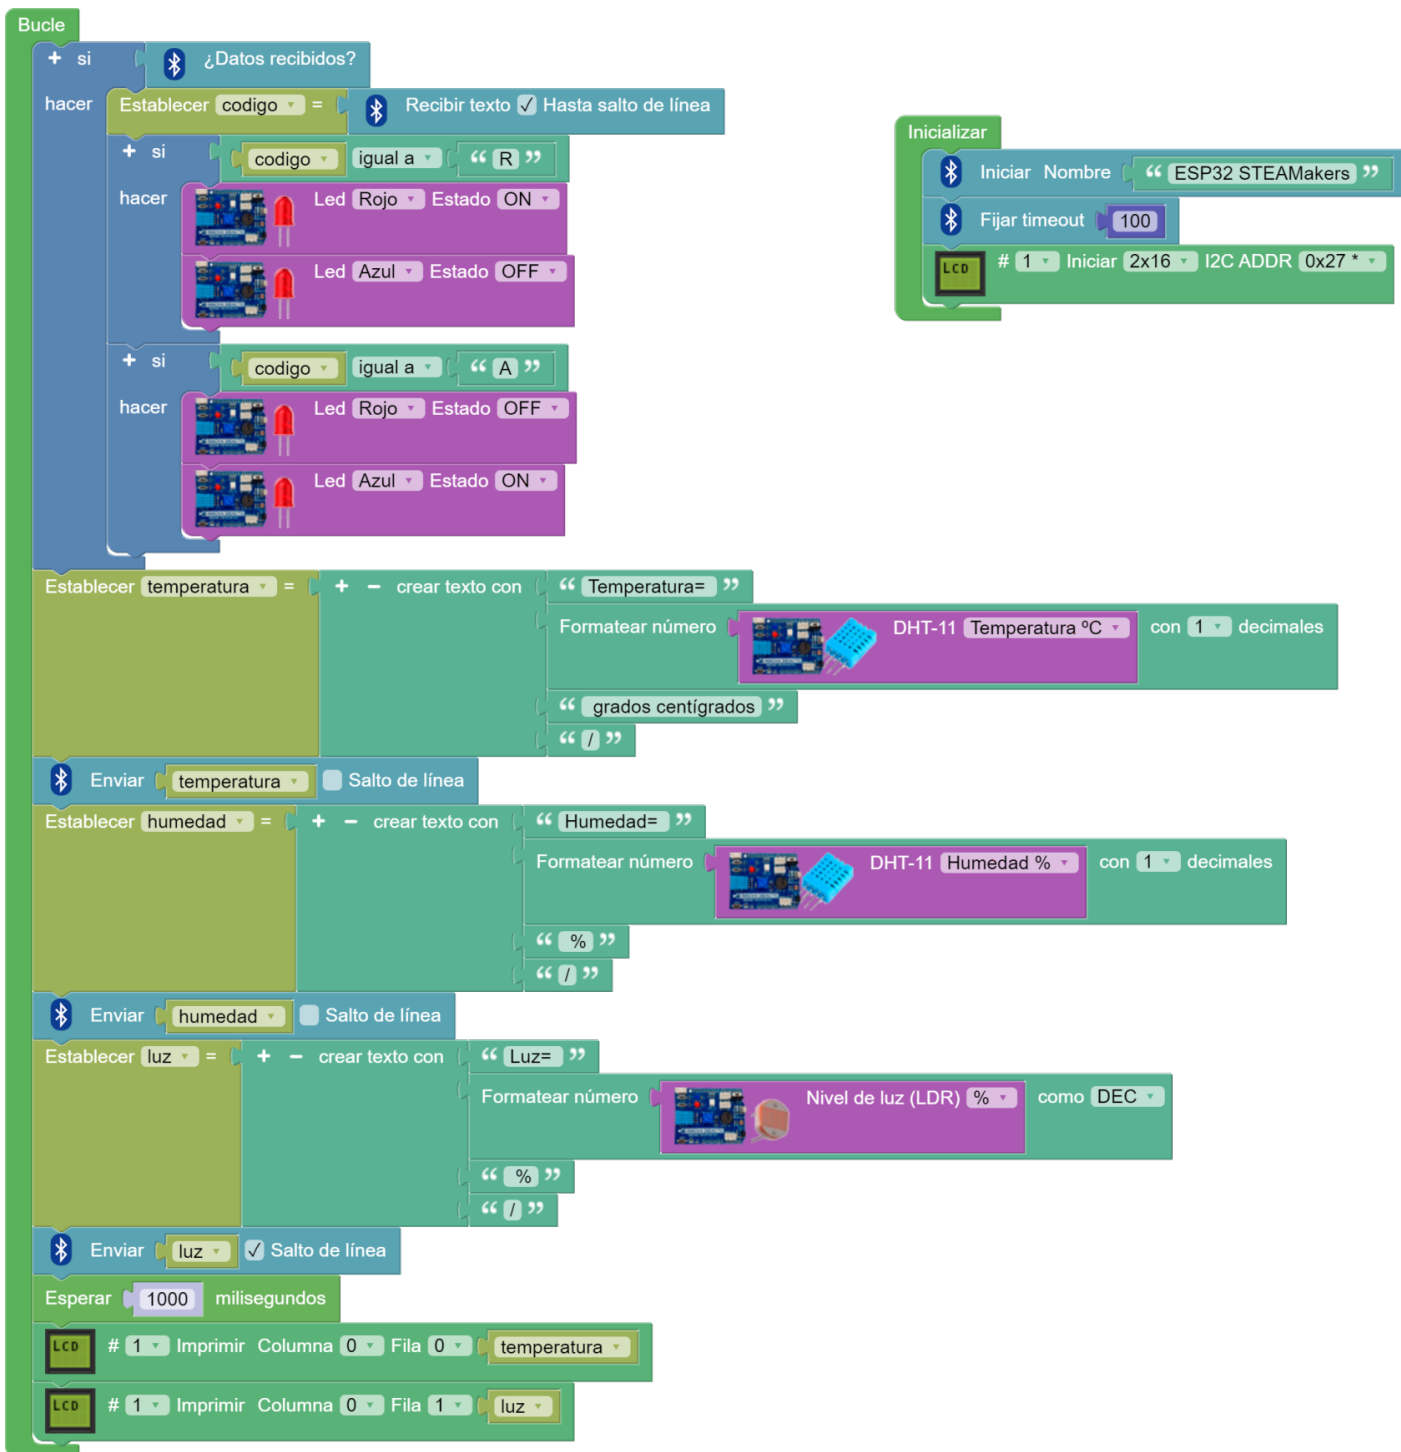 Bucle
+ si ¿Datos recibidos?
hacer Establecer codigo = Recibir texto Hasta salto de línea
+ si codigo igual a “ R ”
hacer Led Rojo Estado ON
Led Azul Estado OFF
+ si codigo igual a “ A ”
hacer Led Rojo Estado OFF
Led Azul Estado ON
Establecer temperatura = + − crear texto con “ Temperatura= ”
Formatear número DHT-11 Temperatura ºC con 1 decimales
“ grados centígrados ”
“ / ”
Enviar temperatura Salto de línea
Establecer humedad = + − crear texto con “ Humedad= ”
Formatear número DHT-11 Humedad % con 1 decimales
“ % ”
“ / ”
Enviar humedad Salto de línea
Establecer luz = + − crear texto con “ Luz= ”
Formatear número Nivel de luz (LDR) % como DEC
“ % ”
“ / ”
Enviar luz Salto de línea
Esperar 1000 milisegundos
LCD # 1 Imprimir Columna 0 Fila 0 temperatura
LCD # 1 Imprimir Columna 0 Fila 1 luz
Inicializar
Iniciar Nombre “ ESP32 STEAMakers ”
Fijar timeout 100
LCD # 1 Iniciar 2x16 I2C ADDR 0x27 *